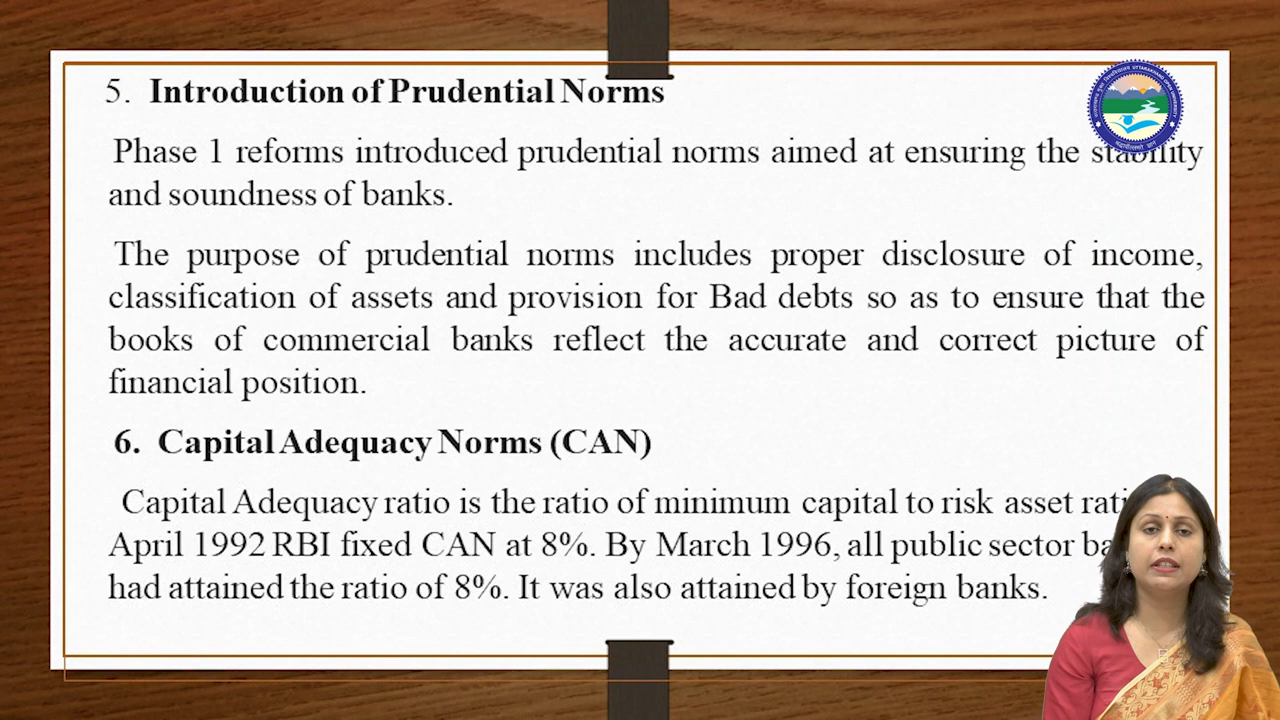 5. Introduction of Prudential Norms
Phase 1 reforms introduced prudential norms aimed at ensuring the stability
and soundness of banks.
The purpose of prudential norms includes proper disclosure of income,
classification of assets and provision for Bad debts so as to ensure that the
books of commercial banks reflect the accurate and correct picture of
financial position.
6. Capital Adequacy Norms (CAN)
Capital Adequacy ratio is the ratio of minimum capital to risk asset
April 1992 RBI fixed CAN at 8%. By March 1996, all public sector
had attained the ratio of 8%. It was also attained by foreign banks.